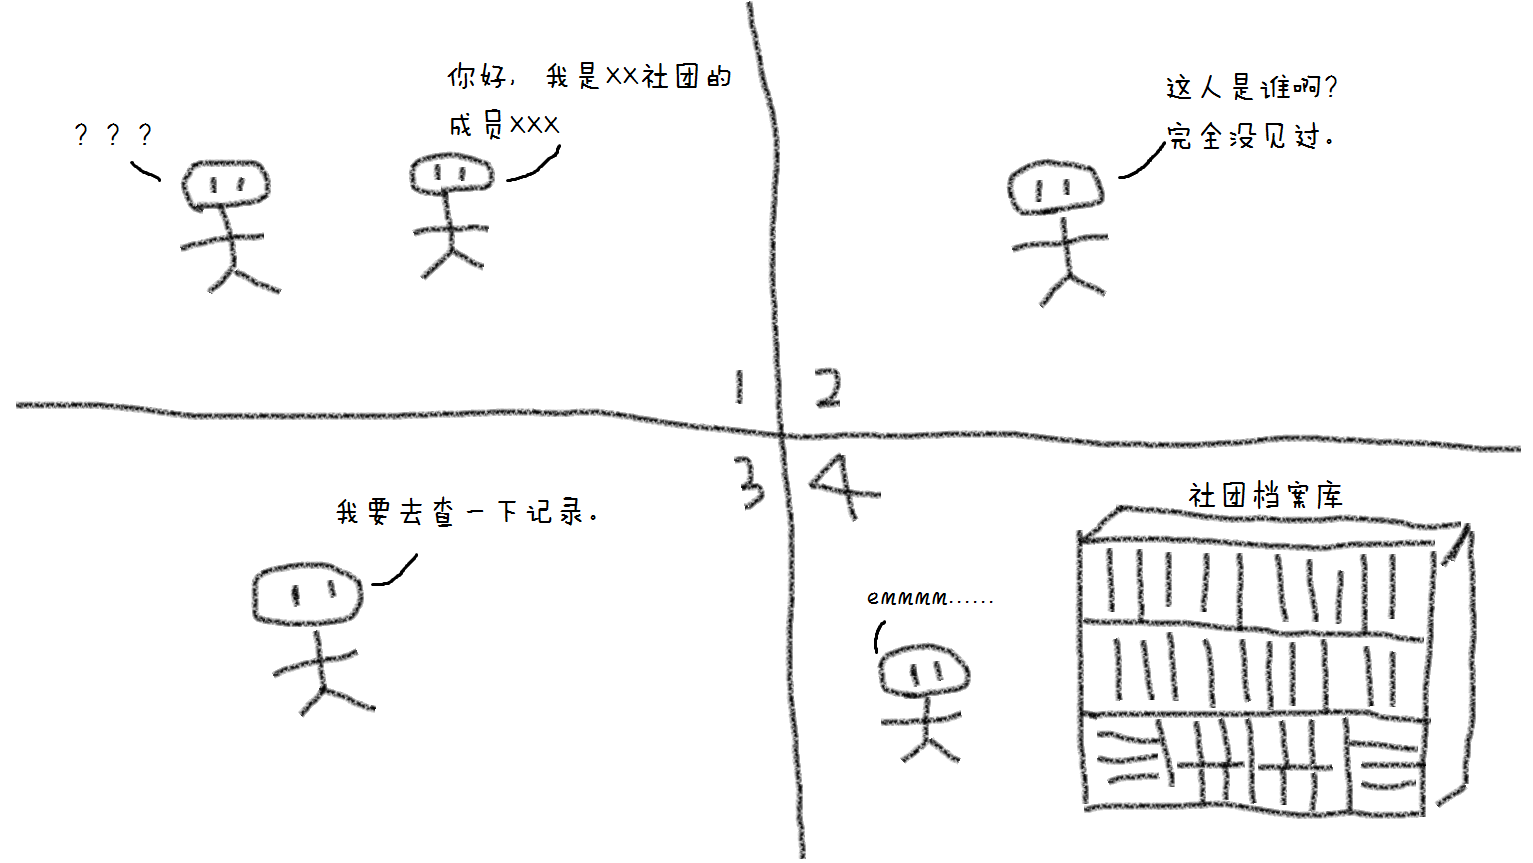 ？？？
你好，我是XX社团的
成员XXX
这人是谁啊？
完全没见过。
1
2
我要去查一下记录。
3
4
社团档案库
emmmm......